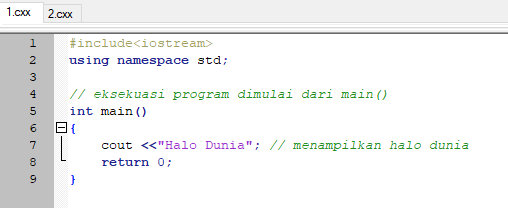 1.cxx 2.cxx
1 #include<iostream>
2 using namespace std;
3
4 // eksekuasi program dimulai dari main()
5 int main()
6 {
7 cout <<"Halo Dunia"; // menampilkan halo dunia
8 return 0;
9 }